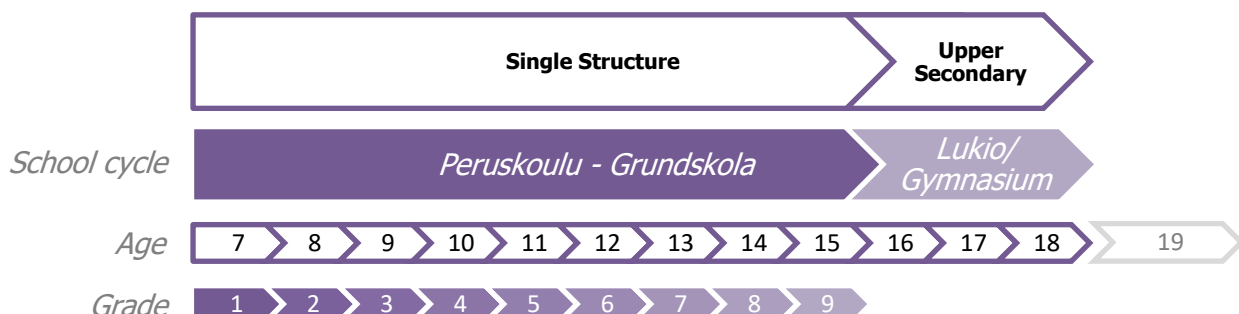 Single Structure
Upper
Secondary
School cycle
Peruskoulu - Grundskola
Lukio/
Gymnasium
Age
7 8 9 10 11 12 13 14 15 16 17 18 19
Grade
1 2 3 4 5 6 7 8 9